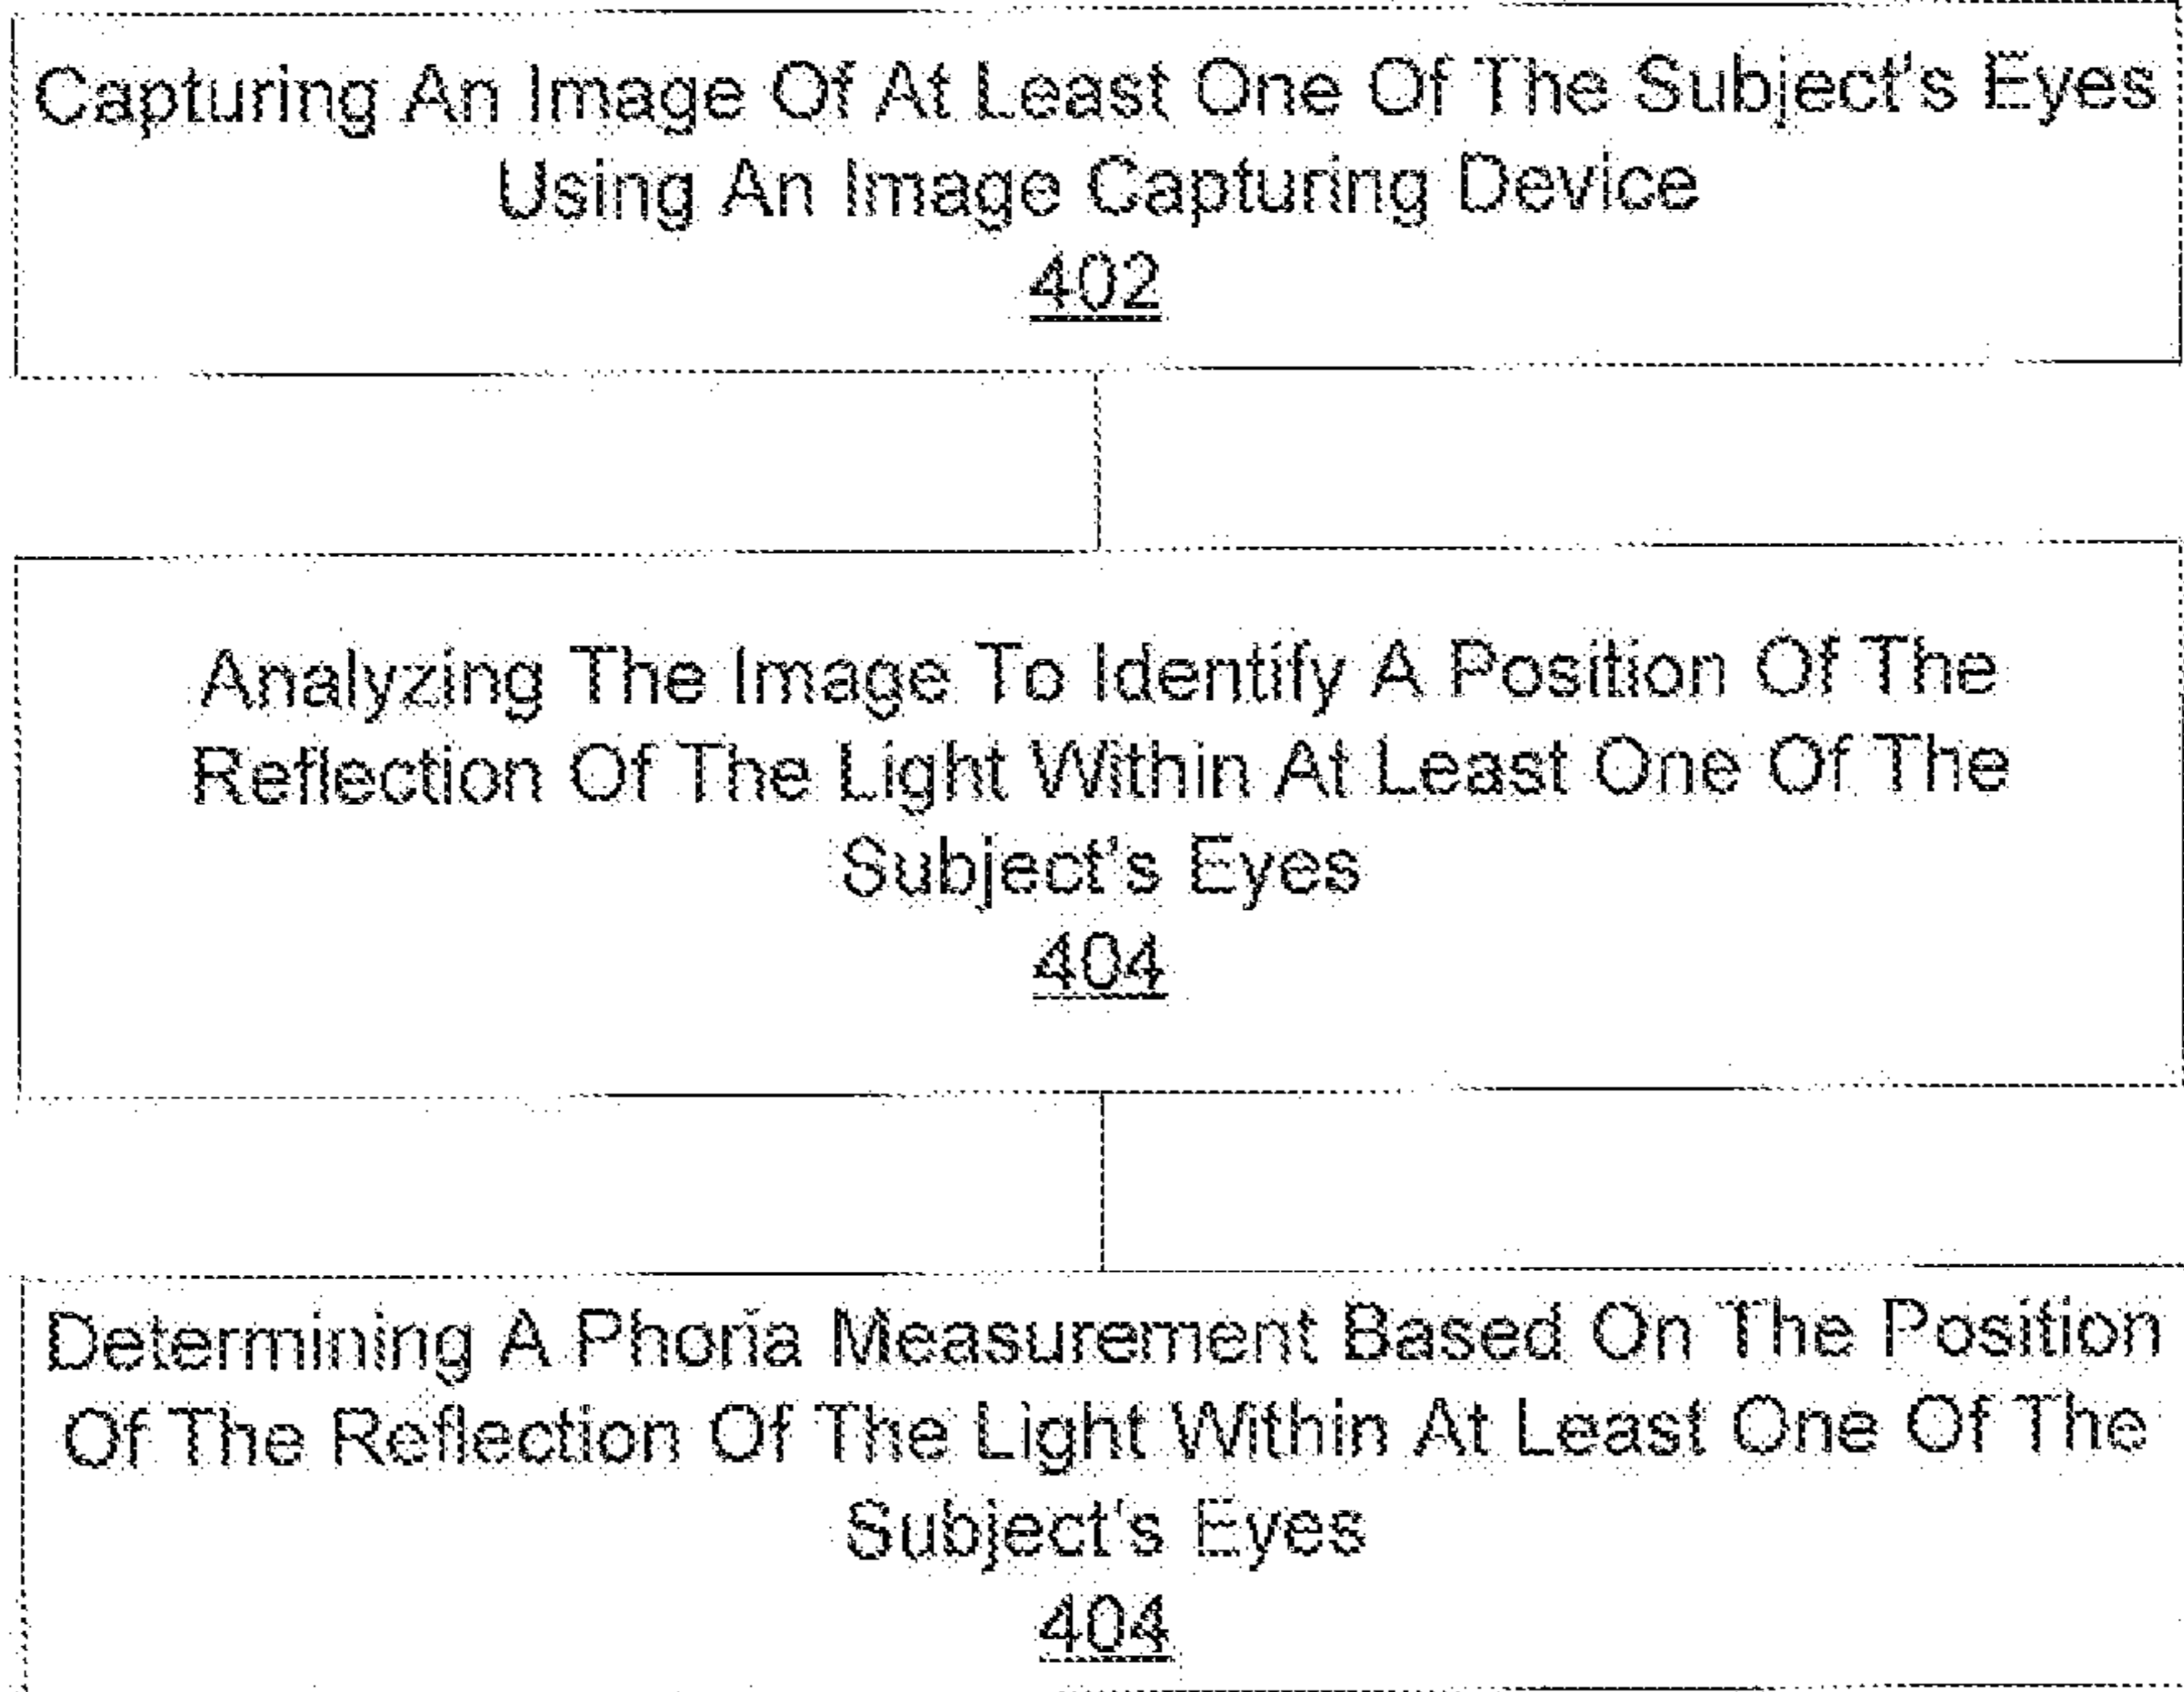 Capturing An Image Of At Least One Of The Subject's Eyes
Using An Image Capturing Device
402
Analyzing The Image To Identify A Position Of The
Reflection Of The Light Within At Least One Of The
Subject's Eyes
404
Determining A Phoria Measurement Based On The Position
Of The Reflection Of The Light Within At Least One Of The
Subject's Eyes
404